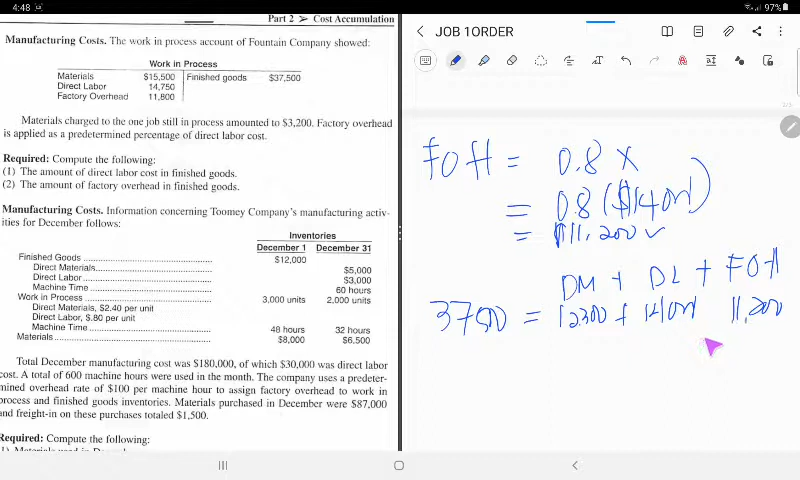 4:48
97%
Part 2 ➢ Cost Accumulation
Manufacturing Costs. The work in process account of Fountain Company showed:
Work in Process
Materials $15,500 Finished goods $37,500
Direct Labor 14,750
Factory Overhead 11,800
Materials charged to the one job still in process amounted to $3,200. Factory overhead
is applied as a predetermined percentage of direct labor cost.
Required: Compute the following:
(1) The amount of direct labor cost in finished goods.
(2) The amount of factory overhead in finished goods.
Manufacturing Costs. Information concerning Toomey Company's manufacturing activ-
ities for December follows:
Inventories
December 1 December 31
Finished Goods $12,000
Direct Materials $5,000
Direct Labor $3,000
Machine Time 60 hours
Work in Process 3,000 units 2,000 units
Direct Materials, $2.40 per unit
Direct Labor, $.80 per unit
Machine Time 48 hours 32 hours
Materials $8,000 $6,500
Total December manufacturing cost was $180,000, of which $30,000 was direct labor
cost. A total of 600 machine hours were used in the month. The company uses a predeter-
mined overhead rate of $100 per machine hour to assign factory overhead to work in
process and finished goods inventories. Materials purchased in December were $87,000
and freight-in on these purchases totaled $1,500.
Required: Compute the following:
JOB 1ORDER
FOH = 0.8 X
= 0.8 ($14000)
= $11,200 ✓
DM + DL + FOH
37500 = 12300 + 14000 11,200